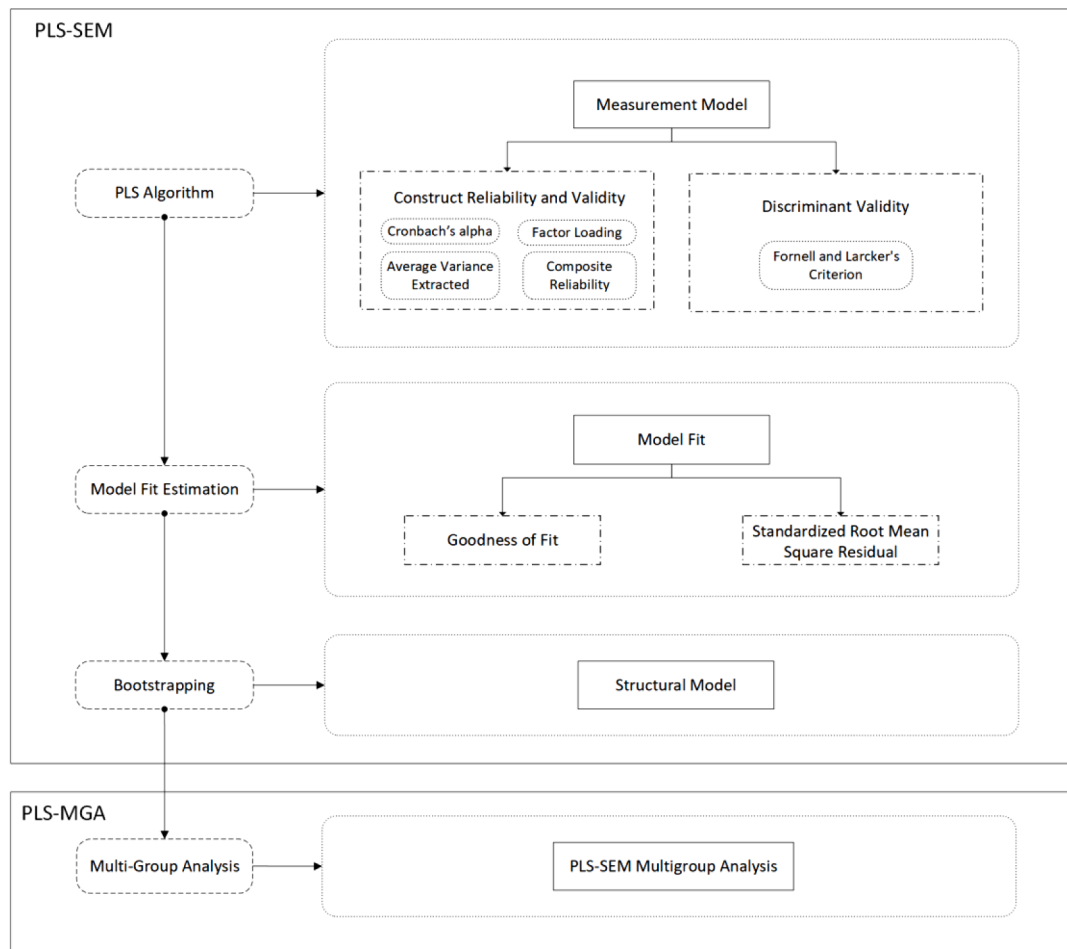 PLS-SEM
Measurement Model
PLS Algorithm
Construct Reliability and Validity
Cronbach's alpha
Factor Loading
Average Variance
Extracted
Composite
Reliability
Discriminant Validity
Fornell and Larcker's
Criterion
Model Fit
Model Fit Estimation
Goodness of Fit
Standardized Root Mean
Square Residual
Bootstrapping
Structural Model
PLS-MGA
Multi-Group Analysis
PLS-SEM Multigroup Analysis